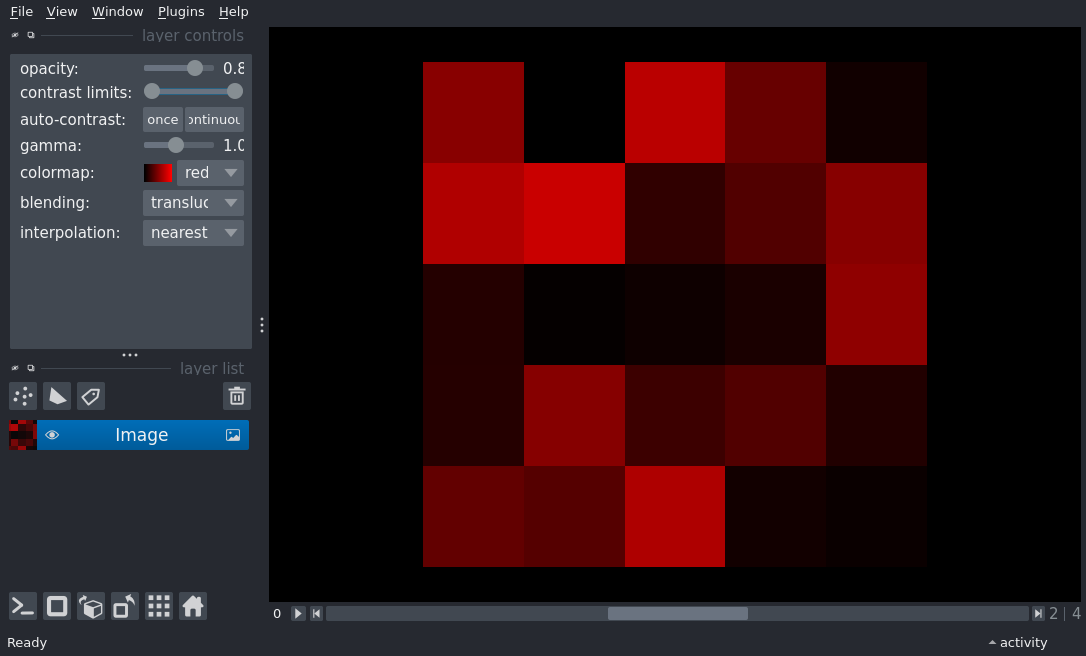 File View Window Plugins Help
layer controls
opacity: 0.8
contrast limits:
auto-contrast: once ontinuou
gamma: 1.0
colormap: red
blending: transluc
interpolation: nearest
layer list
Image
0 2 | 4
Ready activity